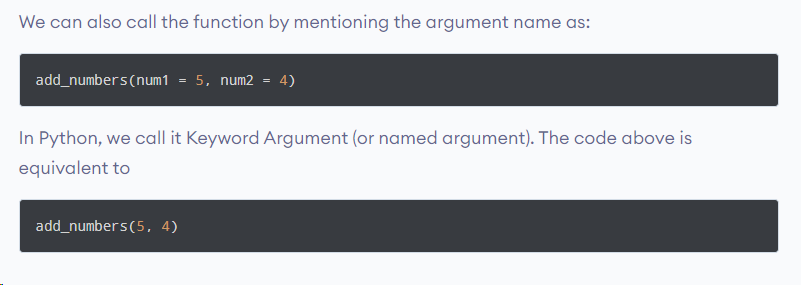 We can also call the function by mentioning the argument name as:
add_numbers(num1 = 5, num2 = 4)
In Python, we call it Keyword Argument (or named argument). The code above is
equivalent to
add_numbers(5, 4)